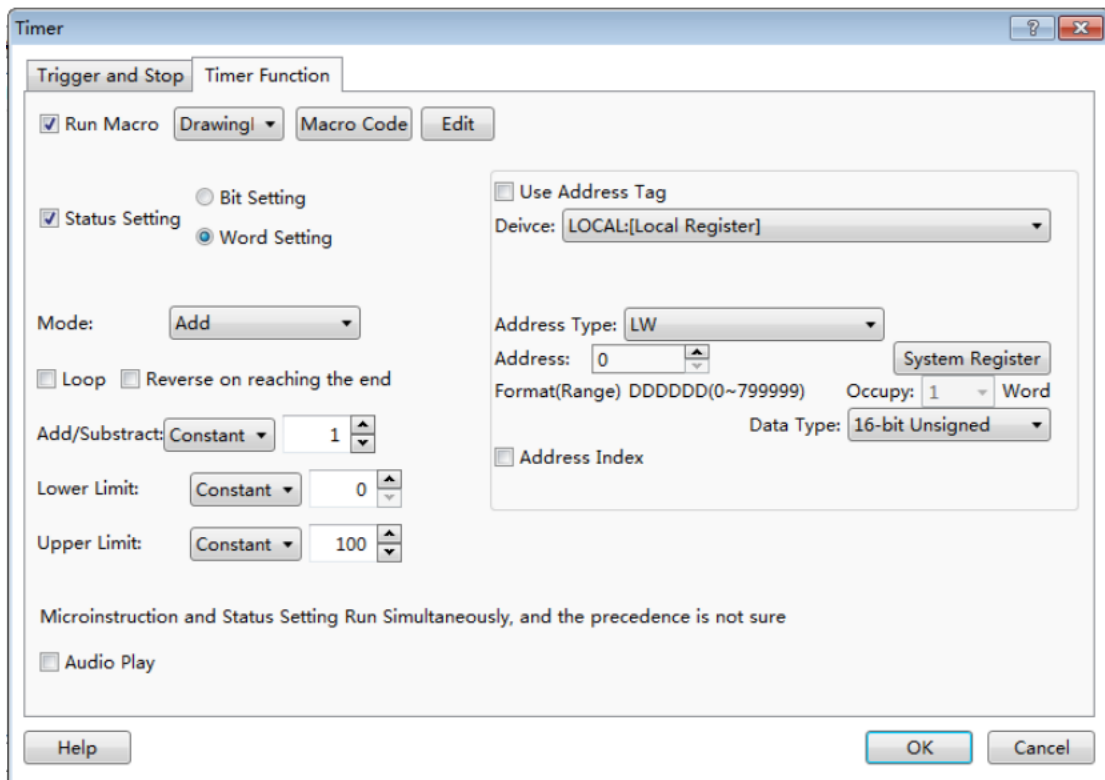 Timer
Trigger and Stop Timer Function
Run Macro DrawingI Macro Code Edit
Status Setting
Bit Setting
Word Setting
Use Address Tag
Deivce: LOCAL:[Local Register]
Mode: Add
Address Type: LW
Address: 0 System Register
Loop Reverse on reaching the end
Format(Range) DDDDDD(0~799999) Occupy: 1 Word
Data Type: 16-bit Unsigned
Add/Substract: Constant 1
Address Index
Lower Limit: Constant 0
Upper Limit: Constant 100
Microinstruction and Status Setting Run Simultaneously, and the precedence is not sure
Audio Play
Help OK Cancel